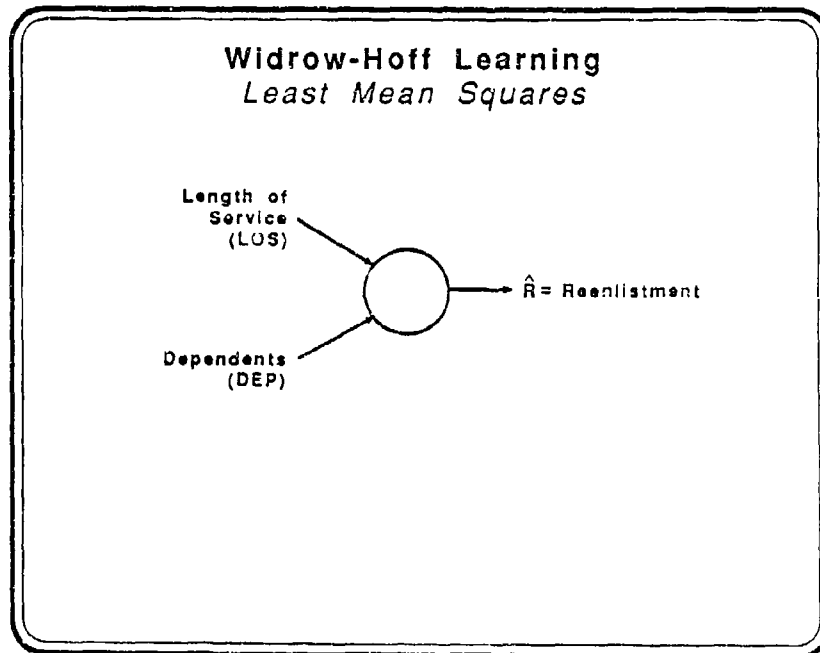 Widrow-Hoff Learning
Least Mean Squares
Length of
Service
(LOS)
R̂ = Reenlistment
Dependents
(DEP)